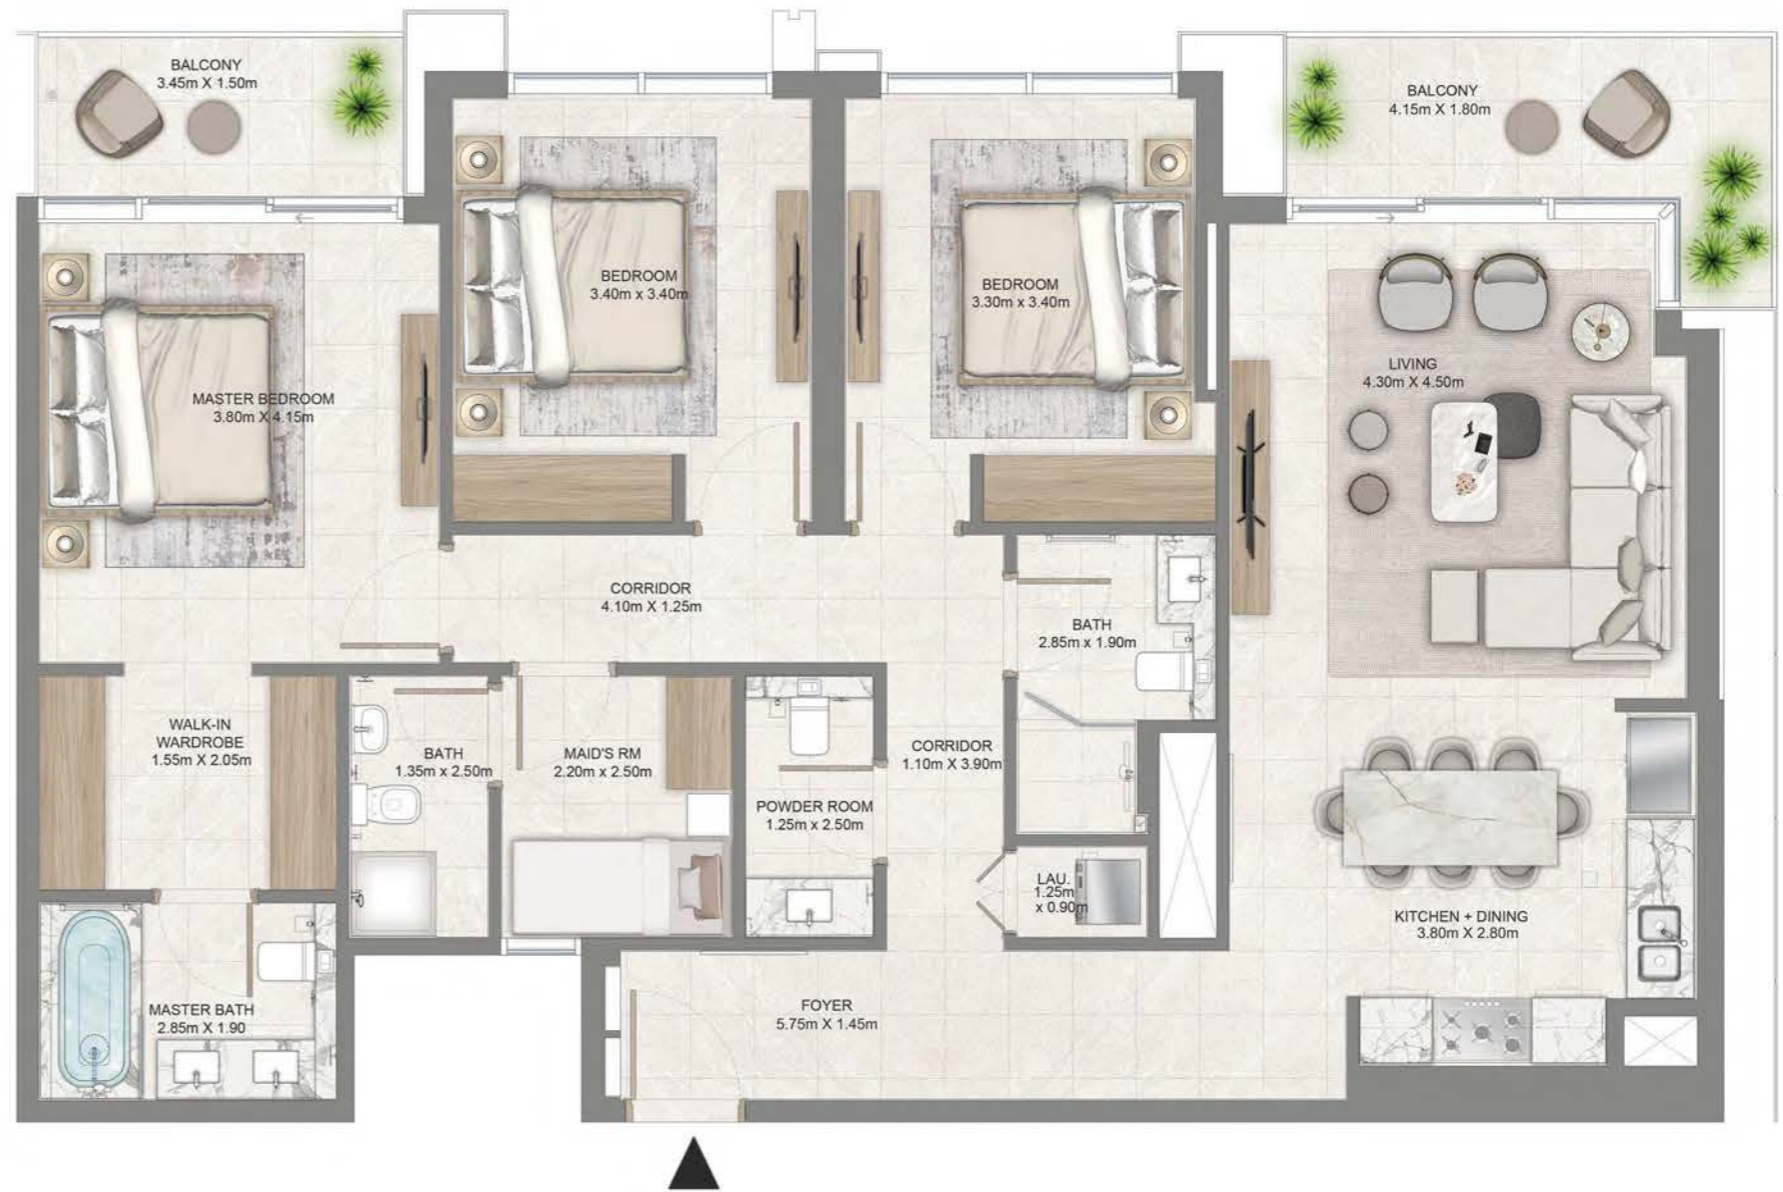 BALCONY
3.45m X 1.50m
BALCONY
4.15m X 1.80m
BEDROOM
3.40m x 3.40m
BEDROOM
3.30m x 3.40m
LIVING
4.30m X 4.50m
MASTER BEDROOM
3.80m X 4.15m
CORRIDOR
4.10m X 1.25m
BATH
2.85m x 1.90m
WALK-IN
WARDROBE
1.55m X 2.05m
BATH
1.35m x 2.50m
MAID'S RM
2.20m x 2.50m
CORRIDOR
1.10m X 3.90m
POWDER ROOM
1.25m x 2.50m
LAU.
1.25m
x 0.90m
KITCHEN + DINING
3.80m X 2.80m
MASTER BATH
2.85m X 1.90
FOYER
5.75m X 1.45m